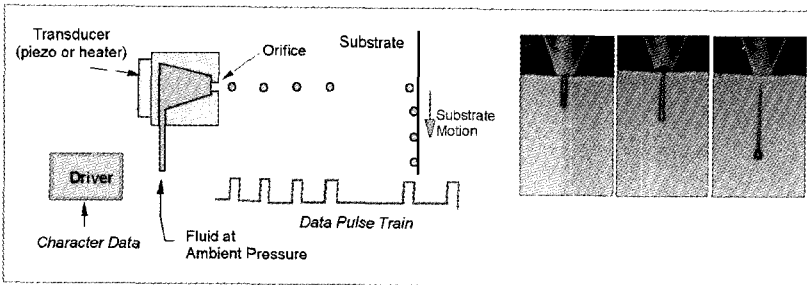 Transducer
(piezo or heater)
Orifice
Substrate
Substrate
Motion
Driver
Data Pulse Train
Character Data
Fluid at
Ambient Pressure